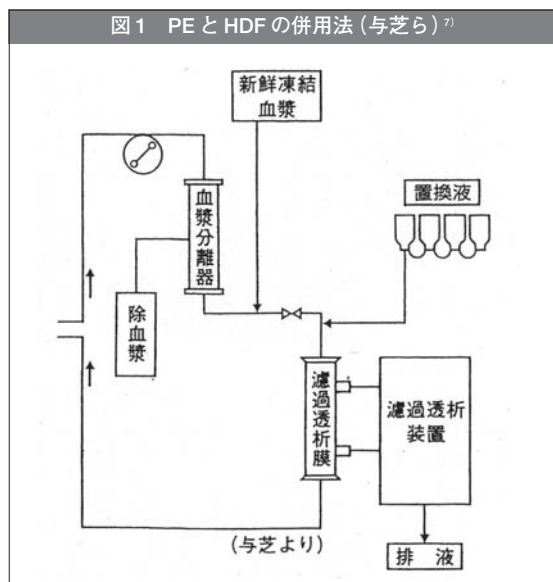 図1 PEとHDFの併用法(与芝ら)7)
新鮮凍結
血漿
置換液
血漿分離器
除血漿
濾過透析膜
濾過透析
装置
(与芝より)
排 液